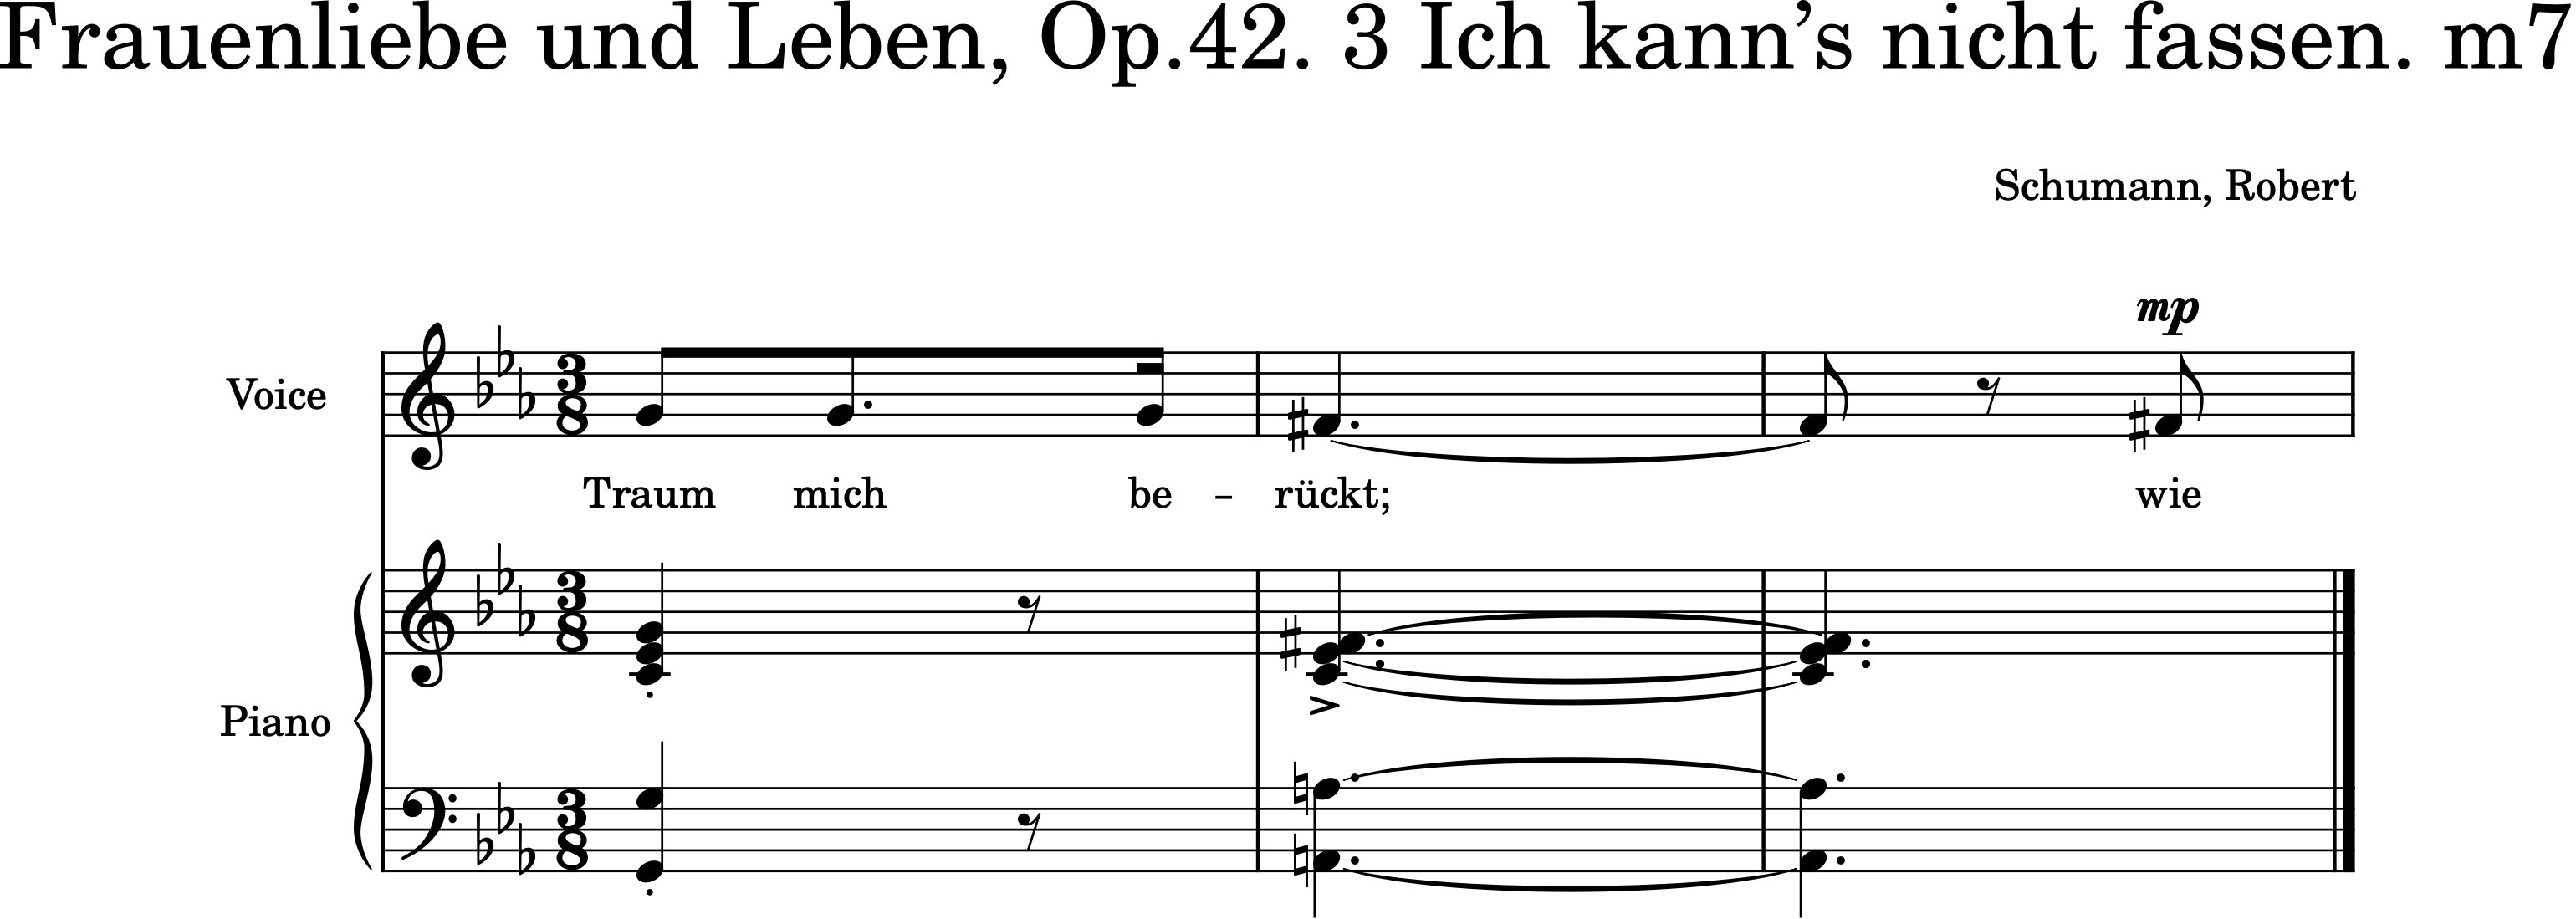 Frauenliebe und Leben, Op.42. 3 Ich kann’s nicht fassen. m7
Schumann, Robert
mp
Voice
Traum mich be – rückt; wie
Piano